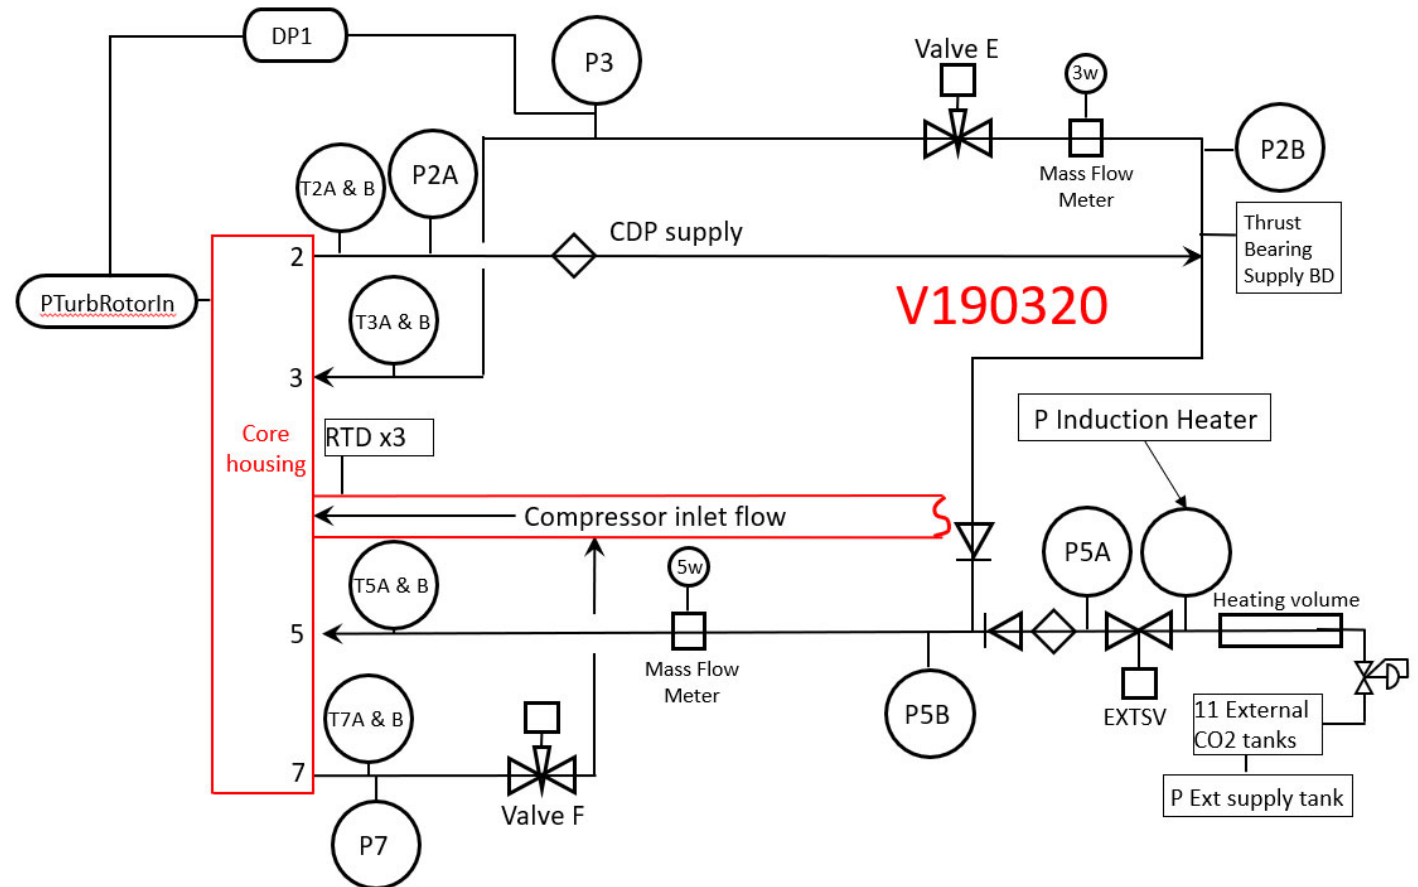 DP1
P3
Valve E
3w
P2B
Mass Flow
Meter
T2A & B
P2A
Thrust
Bearing
Supply BD
CDP supply
2
PTurbRotorIn
V190320
T3A & B
3
P Induction Heater
Core
housing
RTD x3
Compressor inlet flow
P5A
5w
T5A & B
Heating volume
5
Mass Flow
Meter
P5B
EXTSV
11 External
CO2 tanks
T7A & B
7
Valve F
P Ext supply tank
P7